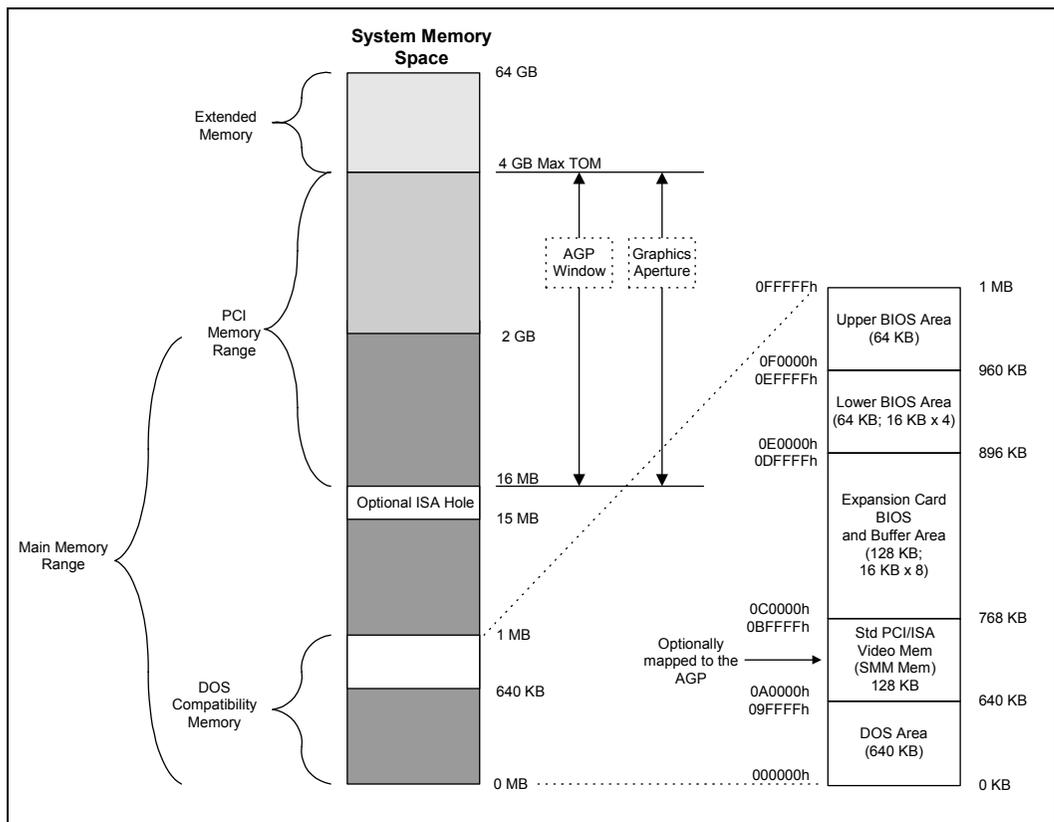 System Memory
Space
64 GB
Extended
Memory
4 GB Max TOM
AGP
Window
Graphics
Aperture
PCI
Memory
Range
2 GB
16 MB
Optional ISA Hole
15 MB
Main Memory
Range
1 MB
DOS
Compatibility
Memory
640 KB
0 MB
0FFFFFh
1 MB
Upper BIOS Area
(64 KB)
0F0000h
960 KB
0EFFFFh
Lower BIOS Area
(64 KB; 16 KB x 4)
0E0000h
896 KB
0DFFFFh
Expansion Card
BIOS
and Buffer Area
(128 KB;
16 KB x 8)
0C0000h
768 KB
0BFFFFh
Std PCI/ISA
Video Mem
(SMM Mem)
128 KB
Optionally
mapped to the
AGP
0A0000h
640 KB
09FFFFh
DOS Area
(640 KB)
000000h
0 KB